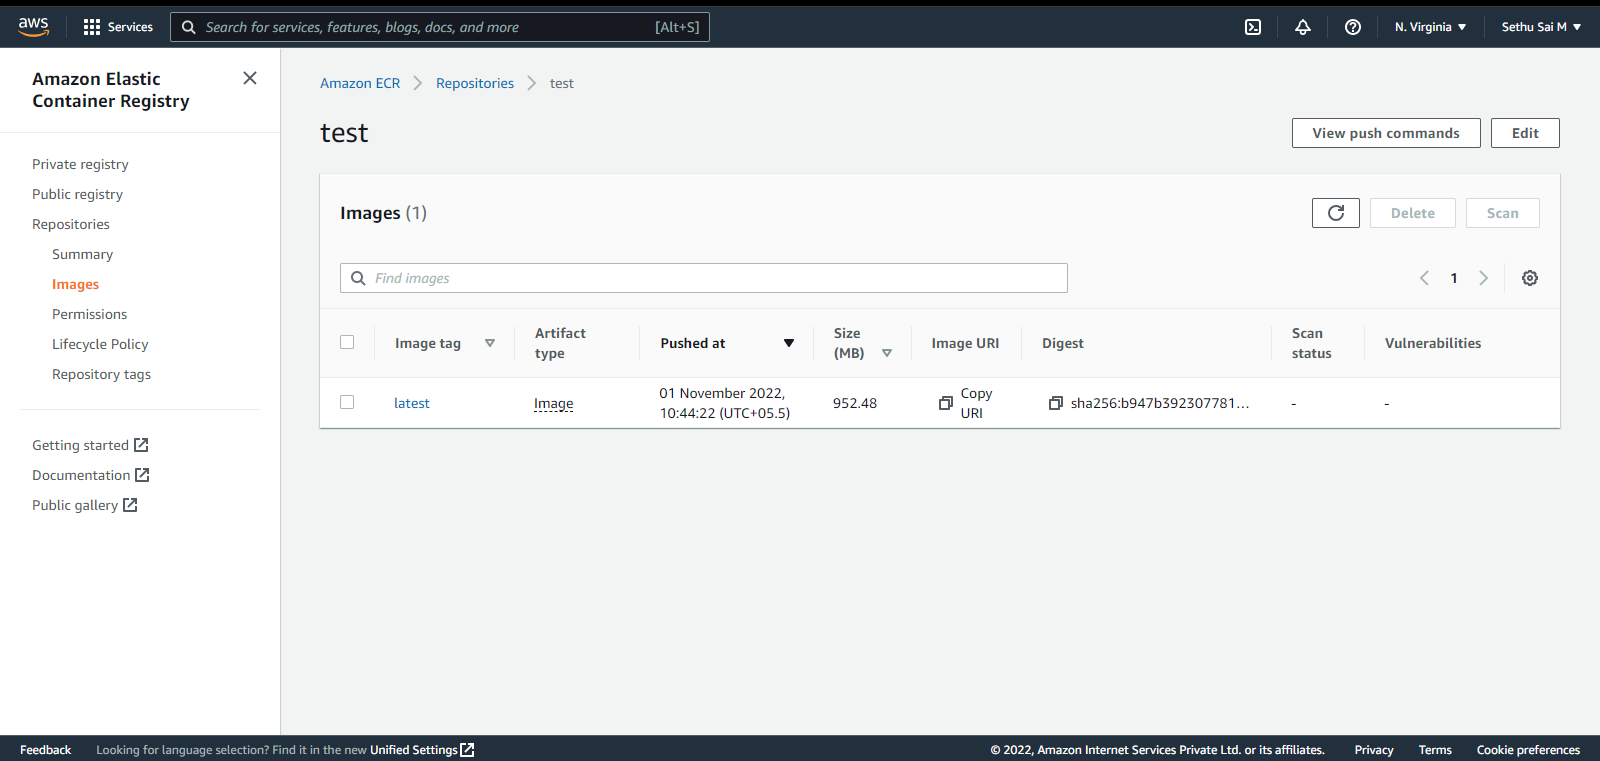 aws
Services
Search for services, features, blogs, docs, and more
[Alt+S]
N. Virginia
Sethu Sai M
Amazon Elastic
Container Registry
Private registry
Public registry
Repositories
Summary
Images
Permissions
Lifecycle Policy
Repository tags
Getting started
Documentation
Public gallery
Amazon ECR
Repositories
test
test
View push commands
Edit
Images (1)
Delete
Scan
Find images
1
Image tag
Artifact
type
Pushed at
Size
(MB)
Image URI
Digest
Scan
status
Vulnerabilities
latest
Image
01 November 2022,
10:44:22 (UTC+05.5)
952.48
Copy
URI
sha256:b947b392307781...
-
-
Feedback
Looking for language selection? Find it in the new Unified Settings
© 2022, Amazon Internet Services Private Ltd. or its affiliates.
Privacy
Terms
Cookie preferences